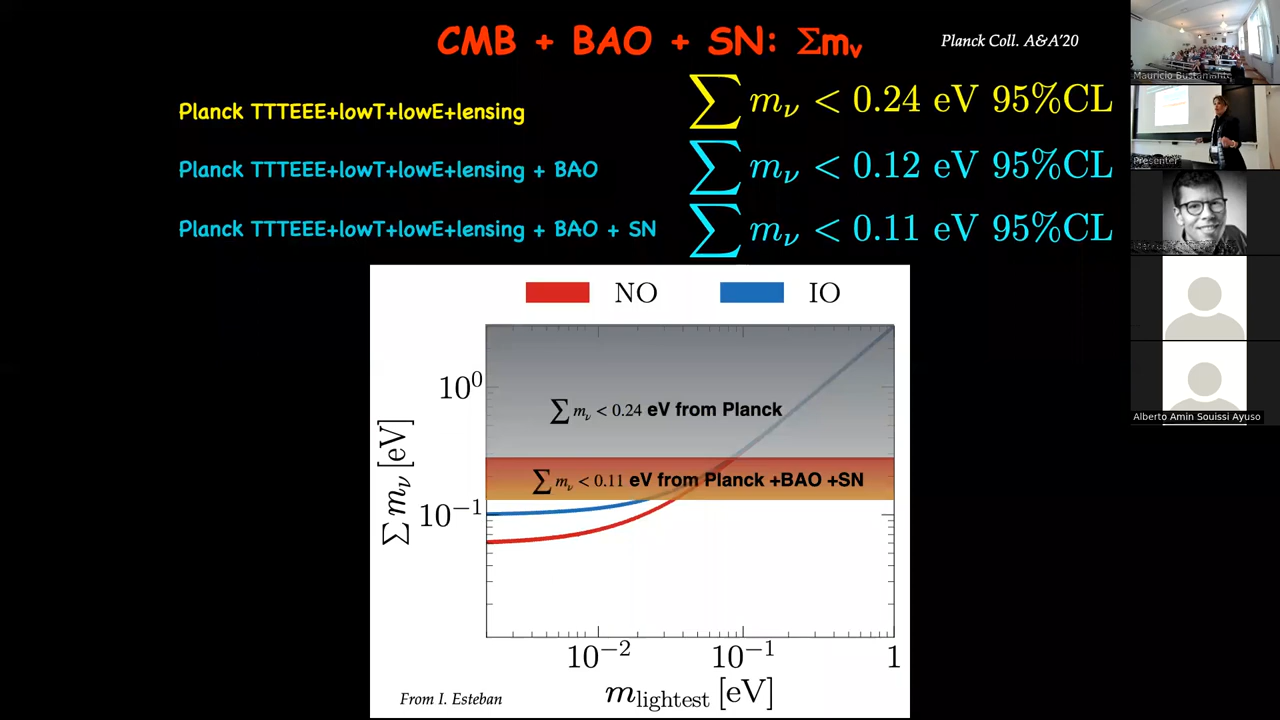 CMB + BAO + SN: Σmν
Planck Coll. A&A'20
Planck TTTEEE+lowT+lowE+lensing
∑ mν < 0.24 eV 95%CL
Planck TTTEEE+lowT+lowE+lensing + BAO
∑ mν < 0.12 eV 95%CL
Planck TTTEEE+lowT+lowE+lensing + BAO + SN
∑ mν < 0.11 eV 95%CL
NO
IO
∑ mν [eV]
10⁰
10⁻¹
∑ mν < 0.24 eV from Planck
∑ mν < 0.11 eV from Planck +BAO +SN
10⁻²
10⁻¹
1
mlightest [eV]
From I. Esteban
Mauricio Bustamante
Presenter
Alberto Amin Souissi Ayuso